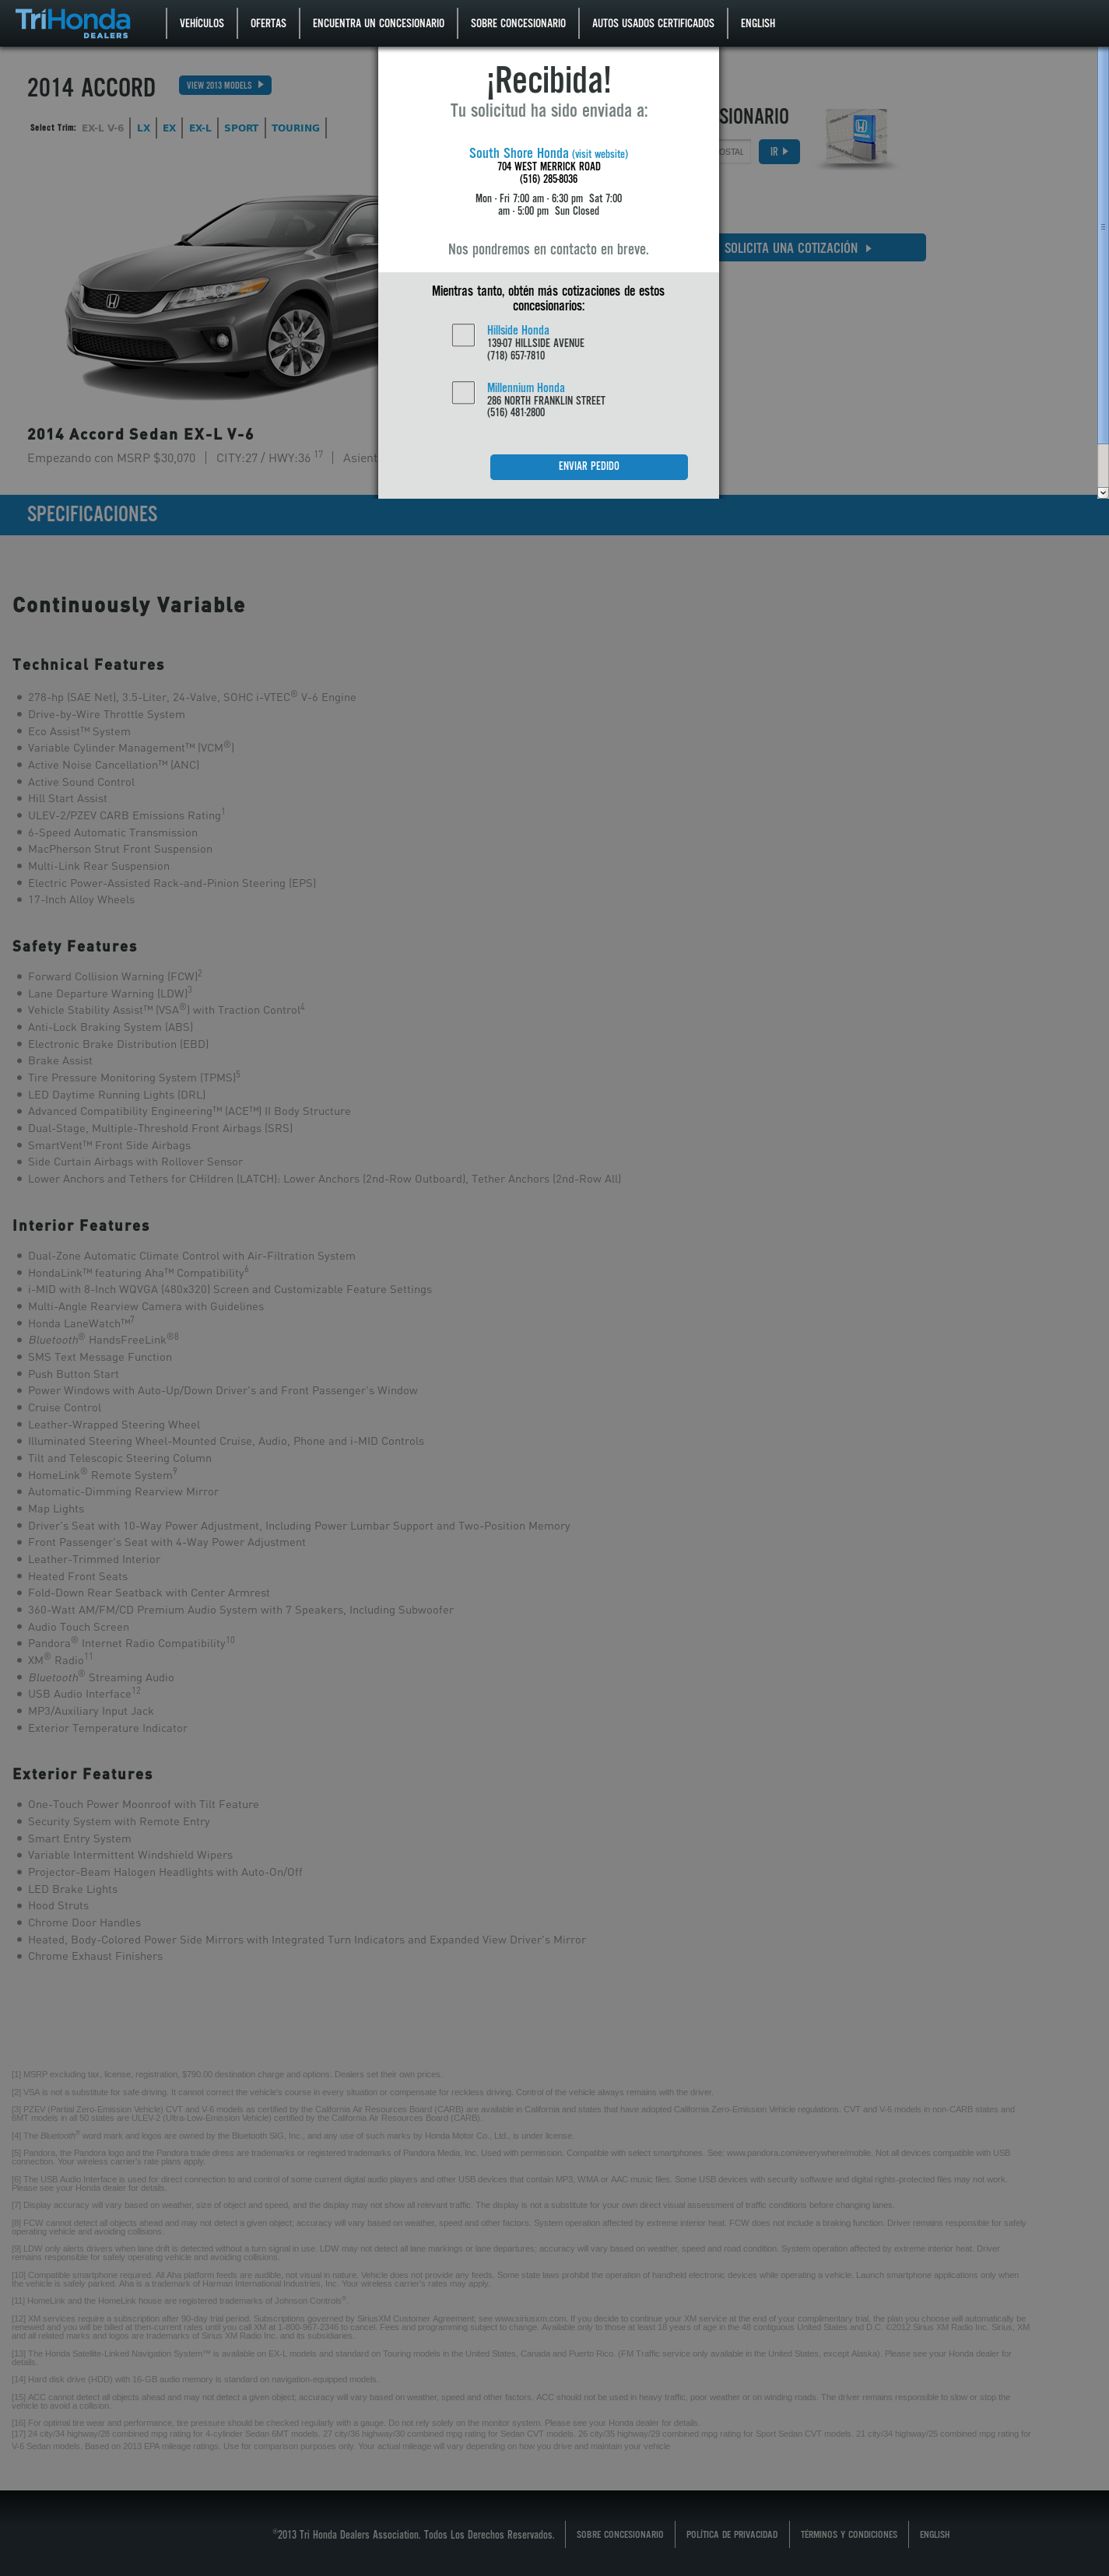 TriHonda
DEALERS
VEHÍCULOS
OFERTAS
ENCUENTRA UN CONCESIONARIO
SOBRE CONCESIONARIO
AUTOS USADOS CERTIFICADOS
ENGLISH
2014 ACCORD
VIEW 2013 MODELS
Select Trim: EX-L V-6 LX EX EX-L SPORT TOURING
SIONARIO
OSTAL
IR
SOLICITA UNA COTIZACIÓN
¡Recibida!
Tu solicitud ha sido enviada a:
South Shore Honda (visit website)
704 WEST MERRICK ROAD
(516) 285-8036
Mon - Fri 7:00 am - 6:30 pm Sat 7:00
am - 5:00 pm Sun Closed
Nos pondremos en contacto en breve.
Mientras tanto, obtén más cotizaciones de estos
concesionarios:
Hillside Honda
139-07 HILLSIDE AVENUE
(718) 657-7810
Millennium Honda
286 NORTH FRANKLIN STREET
(516) 481-2800
ENVIAR PEDIDO
2014 Accord Sedan EX-L V-6
Empezando con MSRP $30,070 CITY:27 / HWY:36 17 Asient
SPECIFICACIONES
Continuously Variable
Technical Features
278-hp (SAE Net), 3.5-Liter, 24-Valve, SOHC i-VTEC® V-6 Engine
Drive-by-Wire Throttle System
Eco Assist™ System
Variable Cylinder Management™ (VCM®)
Active Noise Cancellation™ (ANC)
Active Sound Control
Hill Start Assist
ULEV-2/PZEV CARB Emissions Rating1
6-Speed Automatic Transmission
MacPherson Strut Front Suspension
Multi-Link Rear Suspension
Electric Power-Assisted Rack-and-Pinion Steering (EPS)
17-Inch Alloy Wheels
Safety Features
Forward Collision Warning (FCW)2
Lane Departure Warning (LDW)3
Vehicle Stability Assist™ (VSA®) with Traction Control4
Anti-Lock Braking System (ABS)
Electronic Brake Distribution (EBD)
Brake Assist
Tire Pressure Monitoring System (TPMS)5
LED Daytime Running Lights (DRL)
Advanced Compatibility Engineering™ (ACE™) II Body Structure
Dual-Stage, Multiple-Threshold Front Airbags (SRS)
SmartVent™ Front Side Airbags
Side Curtain Airbags with Rollover Sensor
Lower Anchors and Tethers for CHildren (LATCH): Lower Anchors (2nd-Row Outboard), Tether Anchors (2nd-Row All)
Interior Features
Dual-Zone Automatic Climate Control with Air-Filtration System
HondaLink™ featuring Aha™ Compatibility6
i-MID with 8-Inch WQVGA (480x320) Screen and Customizable Feature Settings
Multi-Angle Rearview Camera with Guidelines
Honda LaneWatch™7
Bluetooth® HandsFreeLink®8
SMS Text Message Function
Push Button Start
Power Windows with Auto-Up/Down Driver's and Front Passenger's Window
Cruise Control
Leather-Wrapped Steering Wheel
Illuminated Steering Wheel-Mounted Cruise, Audio, Phone and i-MID Controls
Tilt and Telescopic Steering Column
HomeLink® Remote System9
Automatic-Dimming Rearview Mirror
Map Lights
Driver's Seat with 10-Way Power Adjustment, Including Power Lumbar Support and Two-Position Memory
Front Passenger's Seat with 4-Way Power Adjustment
Leather-Trimmed Interior
Heated Front Seats
Fold-Down Rear Seatback with Center Armrest
360-Watt AM/FM/CD Premium Audio System with 7 Speakers, Including Subwoofer
Audio Touch Screen
Pandora® Internet Radio Compatibility10
XM® Radio11
Bluetooth® Streaming Audio
USB Audio Interface12
MP3/Auxiliary Input Jack
Exterior Temperature Indicator
Exterior Features
One-Touch Power Moonroof with Tilt Feature
Security System with Remote Entry
Smart Entry System
Variable Intermittent Windshield Wipers
Projector-Beam Halogen Headlights with Auto-On/Off
LED Brake Lights
Hood Struts
Chrome Door Handles
Heated, Body-Colored Power Side Mirrors with Integrated Turn Indicators and Expanded View Driver's Mirror
Chrome Exhaust Finishers
[1] MSRP excluding tax, license, registration, $790.00 destination charge and options. Dealers set their own prices.
[2] VSA is not a substitute for safe driving. It cannot correct the vehicle's course in every situation or compensate for reckless driving. Control of the vehicle always remains with the driver.
[3] PZEV (Partial Zero-Emission Vehicle) CVT and V-6 models as certified by the California Air Resources Board (CARB) are available in California and states that have adopted California Zero-Emission Vehicle regulations. CVT and V-6 models in non-CARB states and
6MT models in all 50 states are ULEV-2 (Ultra-Low-Emission Vehicle) certified by the California Air Resources Board (CARB).
[4] The Bluetooth® word mark and logos are owned by the Bluetooth SIG, Inc., and any use of such marks by Honda Motor Co., Ltd., is under license.
[5] Pandora, the Pandora logo and the Pandora trade dress are trademarks or registered trademarks of Pandora Media, Inc. Used with permission. Compatible with select smartphones. See: www.pandora.com/everywhere/mobile. Not all devices compatible with USB
connection. Your wireless carrier's rate plans apply.
[6] The USB Audio Interface is used for direct connection to and control of some current digital audio players and other USB devices that contain MP3, WMA or AAC music files. Some USB devices with security software and digital rights-protected files may not work.
Please see your Honda dealer for details.
[7] Display accuracy will vary based on weather, size of object and speed, and the display may not show all relevant traffic. The display is not a substitute for your own direct visual assessment of traffic conditions before changing lanes.
[8] FCW cannot detect all objects ahead and may not detect a given object; accuracy will vary based on weather, speed and other factors. System operation affected by extreme interior heat. FCW does not include a braking function. Driver remains responsible for safely
operating vehicle and avoiding collisions.
[9] LDW only alerts drivers when lane drift is detected without a turn signal in use. LDW may not detect all lane markings or lane departures; accuracy will vary based on weather, speed and road condition. System operation affected by extreme interior heat. Driver
remains responsible for safely operating vehicle and avoiding collisions.
[10] Compatible smartphone required. All Aha platform feeds are audible, not visual in nature. Vehicle does not provide any feeds. Some state laws prohibit the operation of handheld electronic devices while operating a vehicle. Launch smartphone applications only when
the vehicle is safely parked. Aha is a trademark of Harman International Industries, Inc. Your wireless carrier's rates may apply.
[11] HomeLink and the HomeLink house are registered trademarks of Johnson Controls®.
[12] XM services require a subscription after 90-day trial period. Subscriptions governed by SiriusXM Customer Agreement; see www.siriusxm.com. If you decide to continue your XM service at the end of your complimentary trial, the plan you choose will automatically be
renewed and you will be billed at then-current rates until you call XM at 1-800-967-2346 to cancel. Fees and programming subject to change. Available only to those at least 18 years of age in the 48 contiguous United States and D.C. ©2012 Sirius XM Radio Inc. Sirius, XM
and all related marks and logos are trademarks of Sirius XM Radio Inc. and its subsidiaries.
[13] The Honda Satellite-Linked Navigation System™ is available on EX-L models and standard on Touring models in the United States, Canada and Puerto Rico. (FM Traffic service only available in the United States, except Alaska). Please see your Honda dealer for
details.
[14] Hard disk drive (HDD) with 16-GB audio memory is standard on navigation-equipped models.
[15] ACC cannot detect all objects ahead and may not detect a given object; accuracy will vary based on weather, speed and other factors. ACC should not be used in heavy traffic, poor weather or on winding roads. The driver remains responsible to slow or stop the
vehicle to avoid a collision.
[16] For optimal tire wear and performance, tire pressure should be checked regularly with a gauge. Do not rely solely on the monitor system. Please see your Honda dealer for details
[17] 24 city/34 highway/28 combined mpg rating for 4-cylinder Sedan 6MT models. 27 city/36 highway/30 combined mpg rating for Sedan CVT models. 26 city/35 highway/29 combined mpg rating for Sport Sedan CVT models. 21 city/34 highway/25 combined mpg rating for
V-6 Sedan models. Based on 2013 EPA mileage ratings. Use for comparison purposes only. Your actual mileage will vary depending on how you drive and maintain your vehicle
©2013 Tri Honda Dealers Association. Todos Los Derechos Reservados.
SOBRE CONCESIONARIO
POLÍTICA DE PRIVACIDAD
TÉRMINOS Y CONDICIONES
ENGLISH